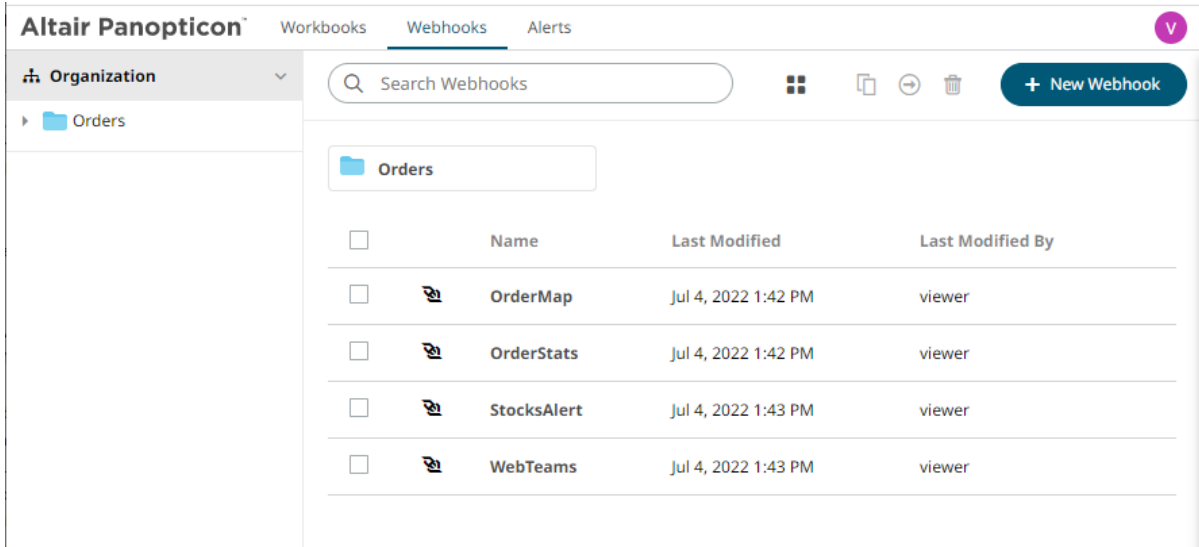 Altair Panopticon™ Workbooks Webhooks Alerts V
Organization
Search Webhooks + New Webhook
Orders
Orders
Name Last Modified Last Modified By
OrderMap Jul 4, 2022 1:42 PM viewer
OrderStats Jul 4, 2022 1:42 PM viewer
StocksAlert Jul 4, 2022 1:43 PM viewer
WebTeams Jul 4, 2022 1:43 PM viewer